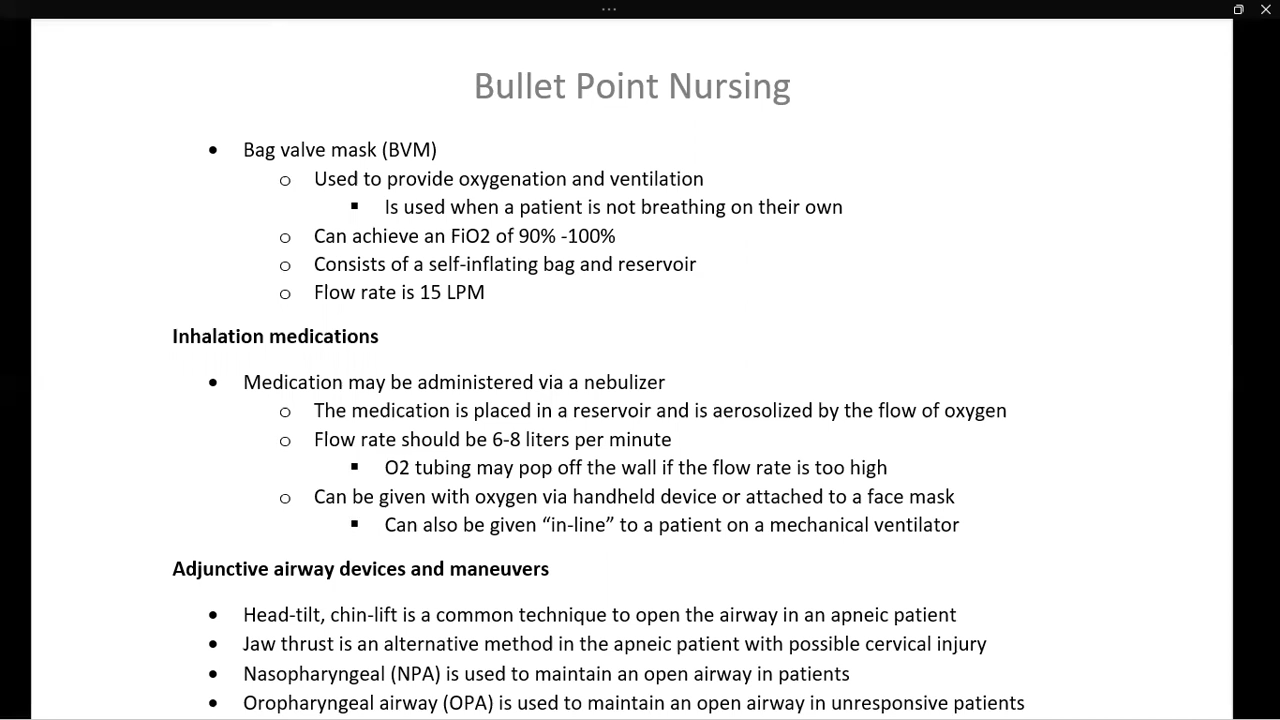 Bullet Point Nursing
• Bag valve mask (BVM)
o Used to provide oxygenation and ventilation
▪ Is used when a patient is not breathing on their own
o Can achieve an FiO2 of 90% -100%
o Consists of a self-inflating bag and reservoir
o Flow rate is 15 LPM
Inhalation medications
• Medication may be administered via a nebulizer
o The medication is placed in a reservoir and is aerosolized by the flow of oxygen
o Flow rate should be 6-8 liters per minute
▪ O2 tubing may pop off the wall if the flow rate is too high
o Can be given with oxygen via handheld device or attached to a face mask
▪ Can also be given “in-line” to a patient on a mechanical ventilator
Adjunctive airway devices and maneuvers
• Head-tilt, chin-lift is a common technique to open the airway in an apneic patient
• Jaw thrust is an alternative method in the apneic patient with possible cervical injury
• Nasopharyngeal (NPA) is used to maintain an open airway in patients
• Oropharyngeal airway (OPA) is used to maintain an open airway in unresponsive patients